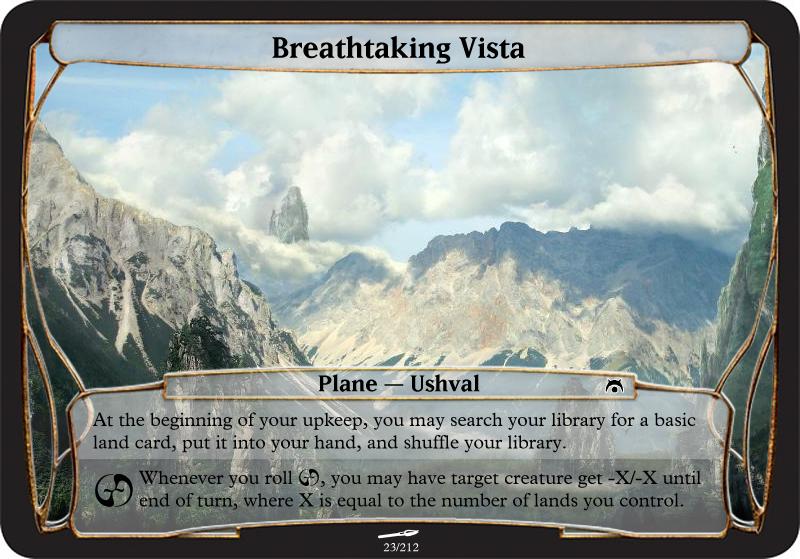 Breathtaking Vista
Plane — Ushval
At the beginning of your upkeep, you may search your library for a basic
land card, put it into your hand, and shuffle your library.
Whenever you roll , you may have target creature get -X/-X until
end of turn, where X is equal to the number of lands you control.
23/212